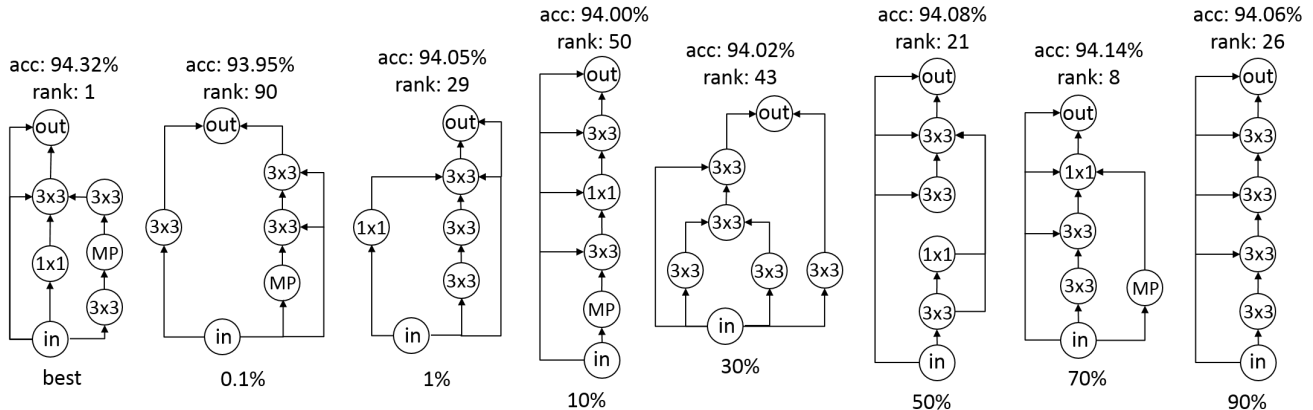 acc: 94.32%
rank: 1
out
3x3
3x3
1x1
MP
3x3
in
best
acc: 93.95%
rank: 90
out
3x3
3x3
3x3
MP
in
0.1%
acc: 94.05%
rank: 29
out
3x3
1x1
3x3
3x3
in
1%
acc: 94.00%
rank: 50
out
3x3
1x1
3x3
MP
in
10%
acc: 94.02%
rank: 43
out
3x3
3x3
3x3
3x3
3x3
in
30%
acc: 94.08%
rank: 21
out
3x3
3x3
1x1
3x3
in
50%
acc: 94.14%
rank: 8
out
1x1
3x3
3x3
MP
in
70%
acc: 94.06%
rank: 26
out
3x3
3x3
3x3
3x3
in
90%